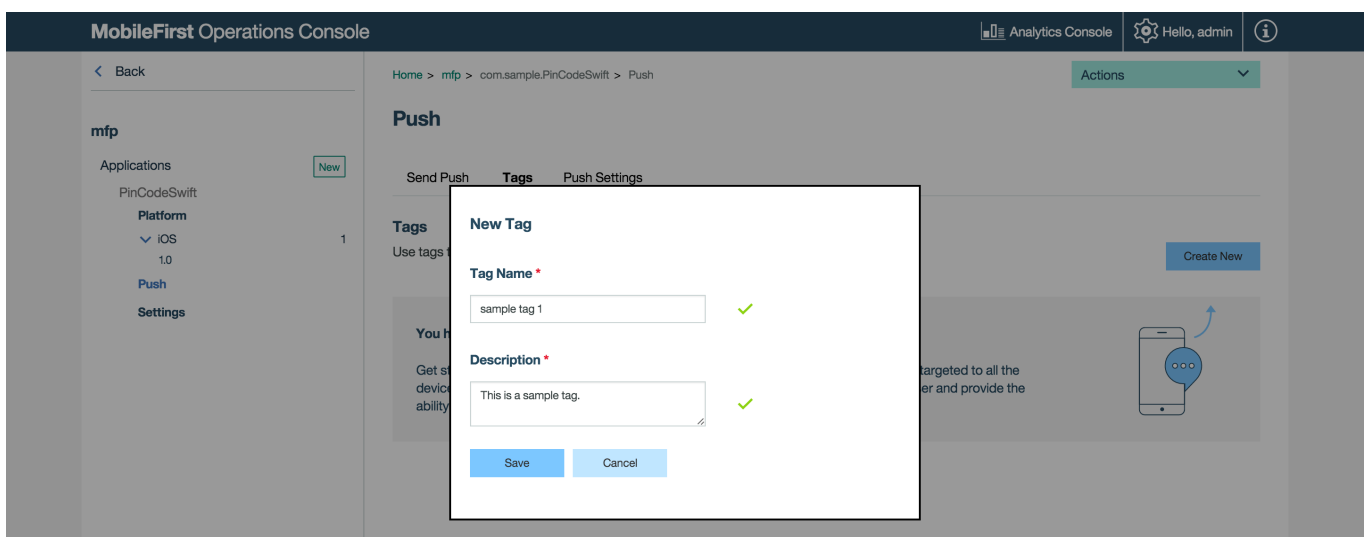 MobileFirst Operations Console
Analytics Console
Hello, admin
Back
Home > mfp > com.sample.PinCodeSwift > Push
Actions
mfp
Push
Applications
New
PinCodeSwift
Platform
iOS 1
1.0
Push
Settings
Send Push Tags Push Settings
Tags
Use tags
Create New
New Tag
Tag Name *
sample tag 1
Description *
This is a sample tag.
Save
Cancel
You
Get
targeted to all the
device
er and provide the
ability